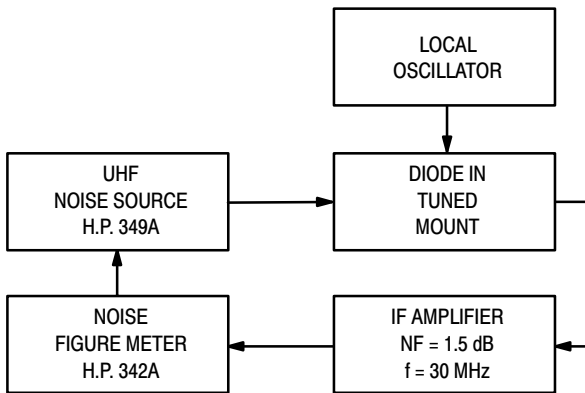 LOCAL
OSCILLATOR
UHF
NOISE SOURCE
H.P. 349A
DIODE IN
TUNED
MOUNT
NOISE
FIGURE METER
H.P. 342A
IF AMPLIFIER
NF = 1.5 dB
f = 30 MHz